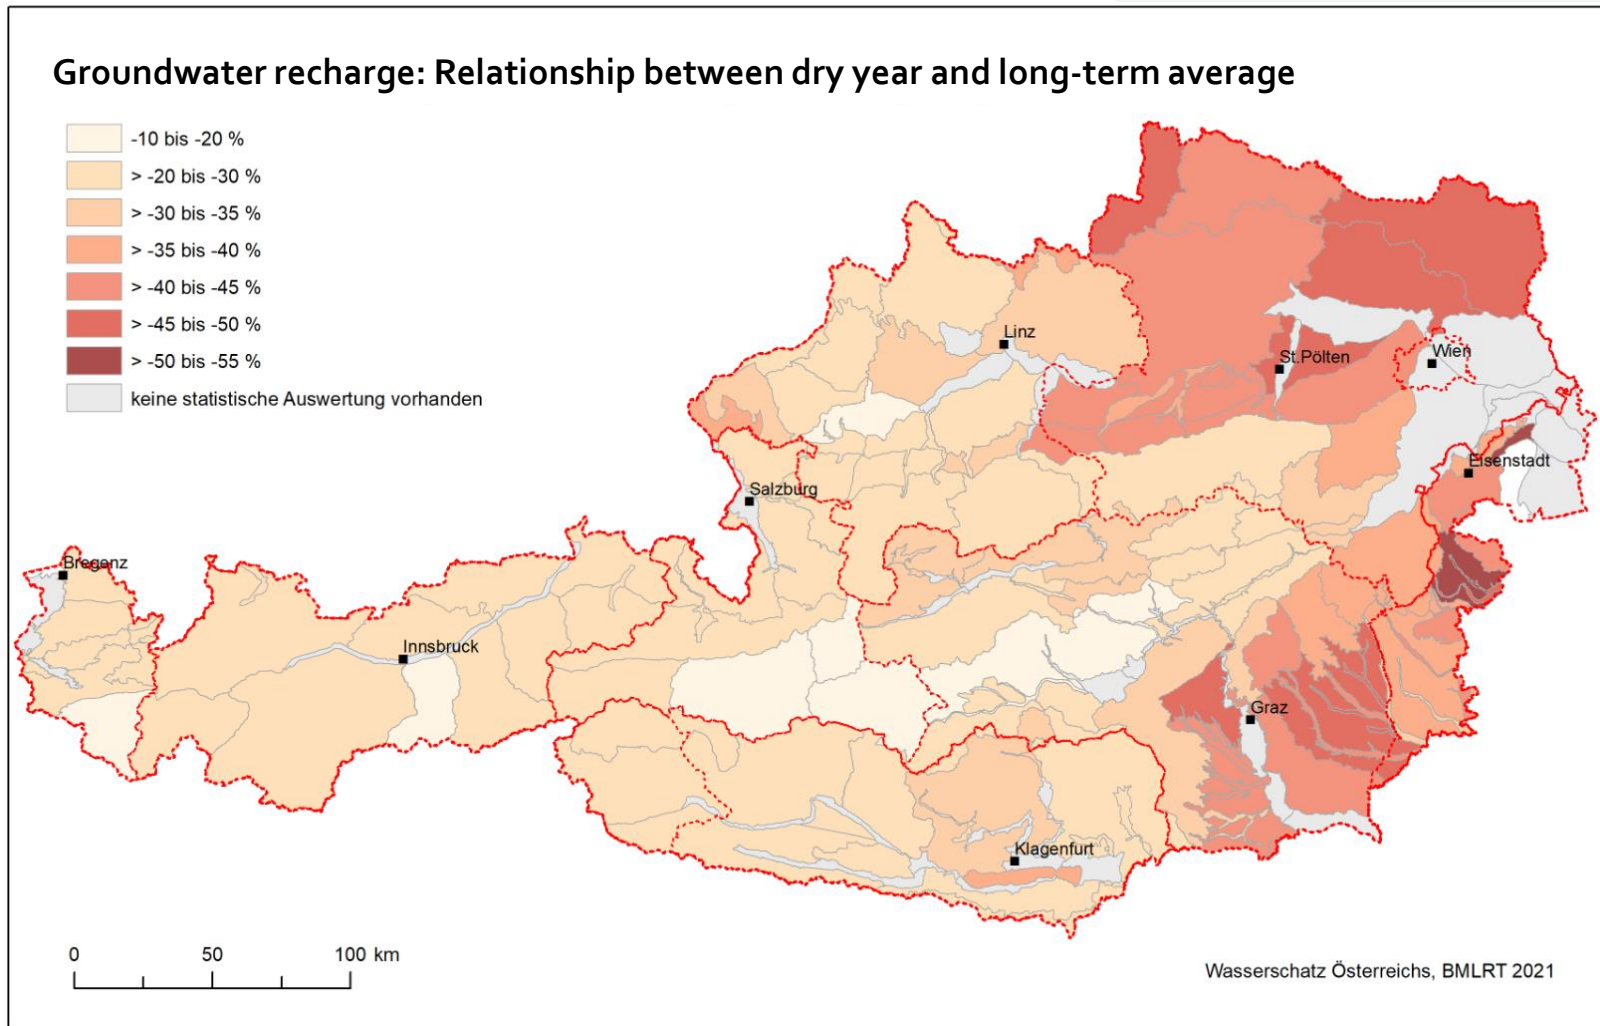 Groundwater recharge: Relationship between dry year and long-term average
-10 bis -20 %
> -20 bis -30 %
> -30 bis -35 %
> -35 bis -40 %
> -40 bis -45 %
> -45 bis -50 %
> -50 bis -55 %
keine statistische Auswertung vorhanden
Linz
St.Pölten
Wien
Eisenstadt
Salzburg
Bregenz
Innsbruck
Graz
Klagenfurt
0 50 100 km
Wasserschatz Österreichs, BMLRT 2021